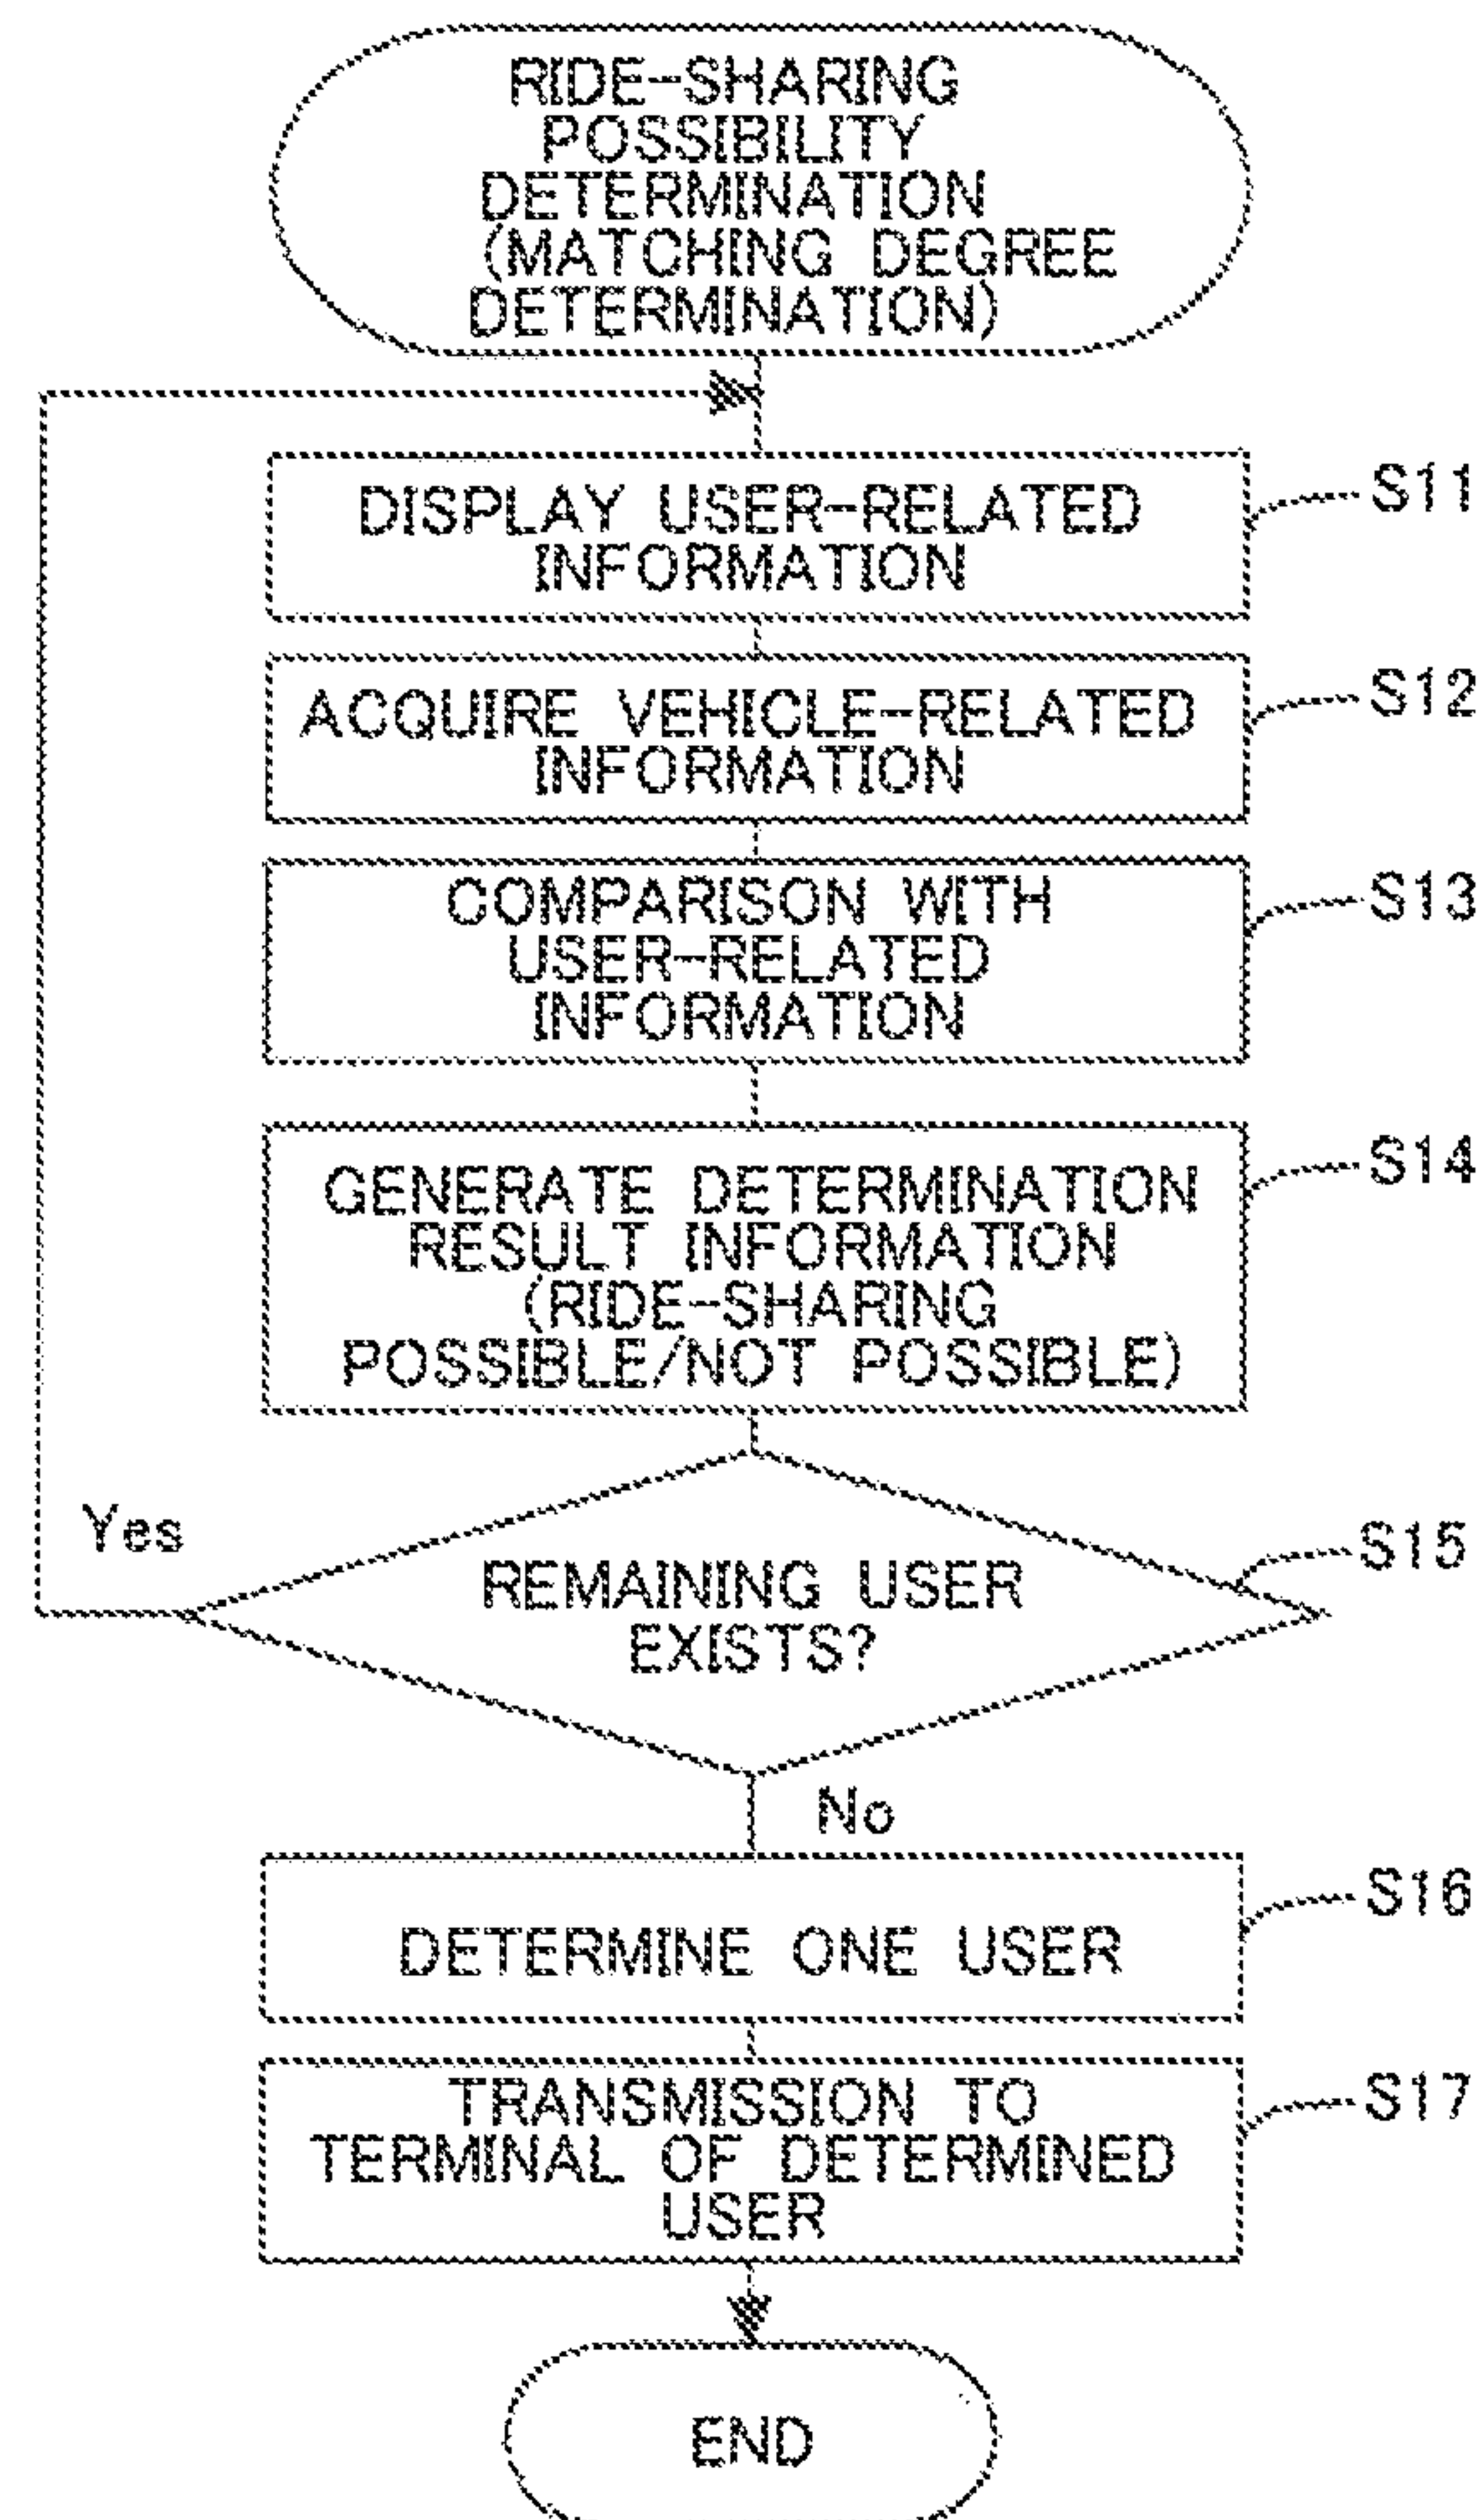 RIDE-SHARING
POSSIBILITY
DETERMINATION
(MATCHING DEGREE
DETERMINATION)
DISPLAY USER-RELATED
INFORMATION
S11
ACQUIRE VEHICLE-RELATED
INFORMATION
S12
COMPARISON WITH
USER-RELATED
INFORMATION
S13
GENERATE DETERMINATION
RESULT INFORMATION
(RIDE-SHARING
POSSIBLE/NOT POSSIBLE)
S14
Yes
REMAINING USER
EXISTS?
S15
No
DETERMINE ONE USER
S16
TRANSMISSION TO
TERMINAL OF DETERMINED
USER
S17
END